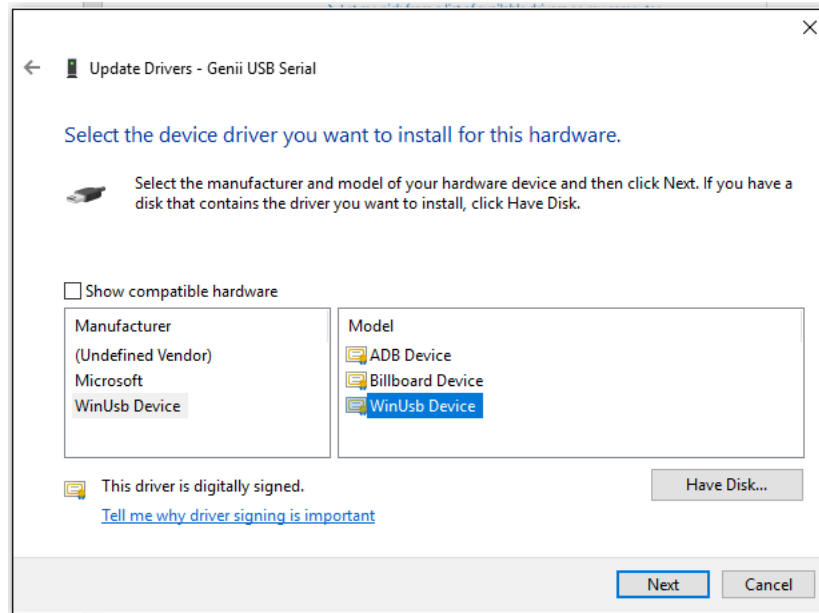 Update Drivers - Genii USB Serial
Select the device driver you want to install for this hardware.
Select the manufacturer and model of your hardware device and then click Next. If you have a
disk that contains the driver you want to install, click Have Disk.
Show compatible hardware
Manufacturer
(Undefined Vendor)
Microsoft
WinUsb Device
Model
ADB Device
Billboard Device
WinUsb Device
This driver is digitally signed.
Have Disk...
Tell me why driver signing is important
Next
Cancel